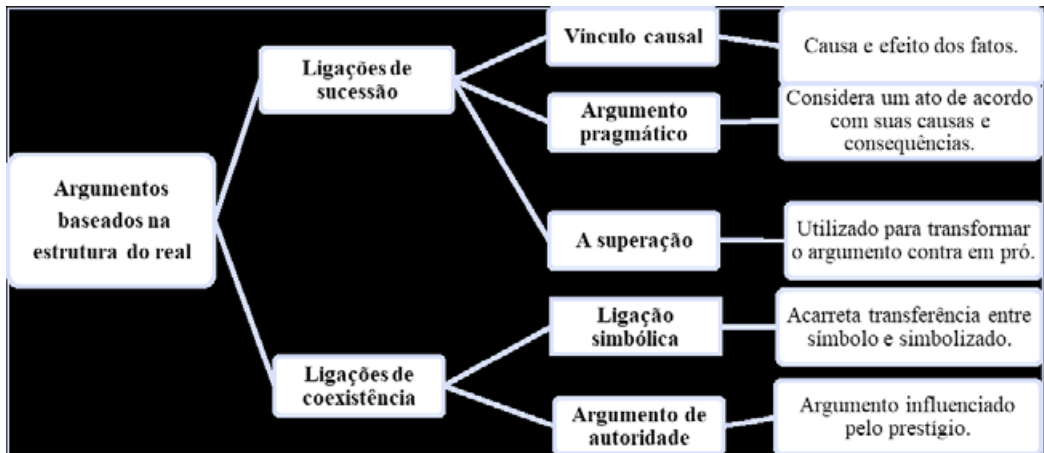 Argumentos
baseados na
estrutura do real
Ligações de
sucessão
Vínculo causal
Causa e efeito dos fatos.
Argumento
pragmático
Considera um ato de acordo
com suas causas e
consequências.
A superação
Utilizado para transformar
o argumento contra em pró.
Ligações de
coexistência
Ligação
simbólica
Acarreta transferência entre
símbolo e simbolizado.
Argumento de
autoridade
Argumento influenciado
pelo prestígio.